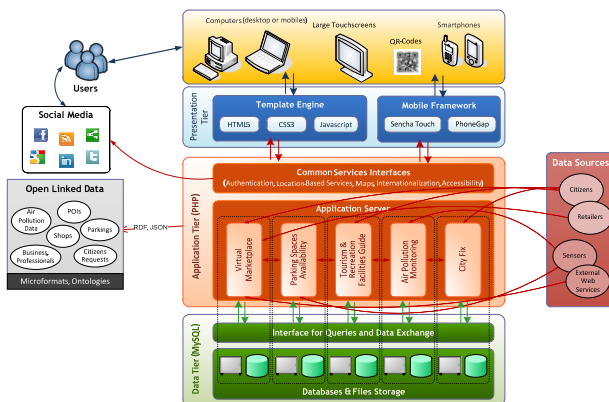 Computers(desktop or mobiles)
Large Touchscreens
Smartphones
QR-Codes
Users
Presentation
Tier
Template Engine
HTML5
CSS3
Javascript
Mobile Framework
Sencha Touch
PhoneGap
Social Media
f
in
t
Open Linked Data
Air
Pollution
Data
POIs
Shops
Parkings
Business,
Professionals
Citizens
Requests
Microformats, Ontologies
RDF, JSON
Application Tier (PHP)
Common Services Interfaces
(Authentication, Location-Based Services, Maps, Internationalization,Accessibility)
Application Server
Virtual
Marketplace
Parking Spaces
Availability
Tourism &
Recreation
Facilities Guide
Air Pollution
Monitoring
City Fix
Data Sources
Citizens
Retailers
Sensors
External
Web
Services
Data Tier (MySQL)
Interface for Queries and Data Exchange
Databases & Files Storage